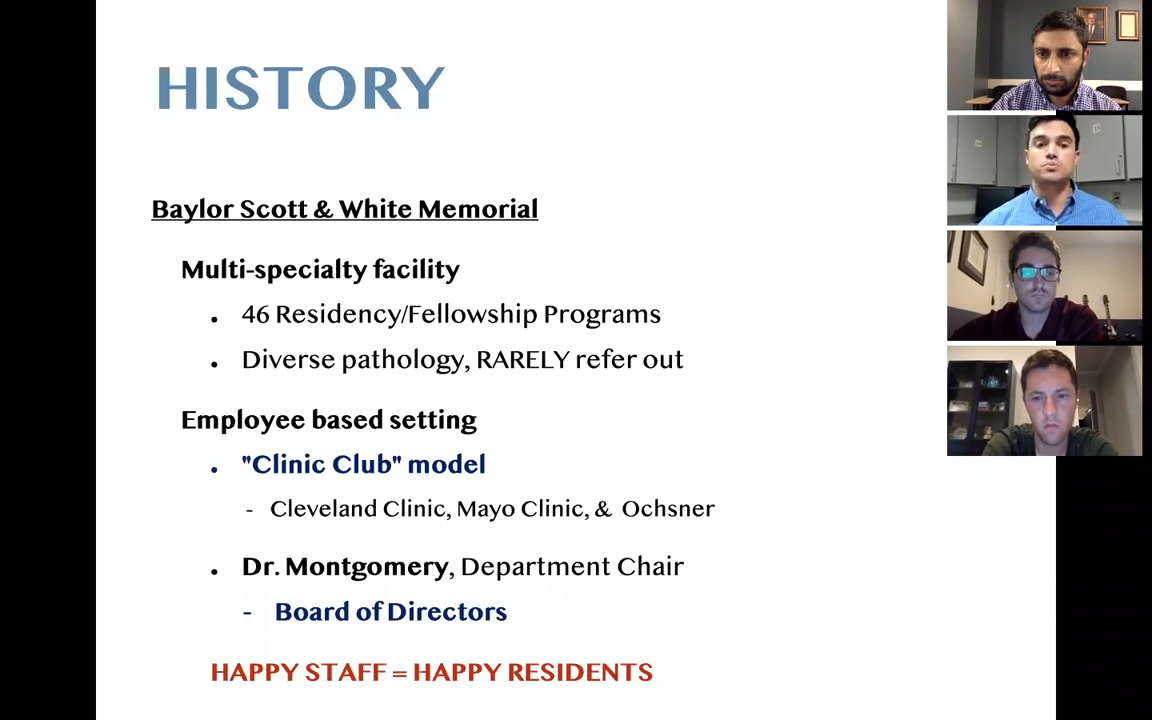 HISTORY
Baylor Scott & White Memorial
Multi-specialty facility
• 46 Residency/Fellowship Programs
• Diverse pathology, RARELY refer out
Employee based setting
• "Clinic Club" model
- Cleveland Clinic, Mayo Clinic, & Ochsner
• Dr. Montgomery, Department Chair
- Board of Directors
HAPPY STAFF = HAPPY RESIDENTS